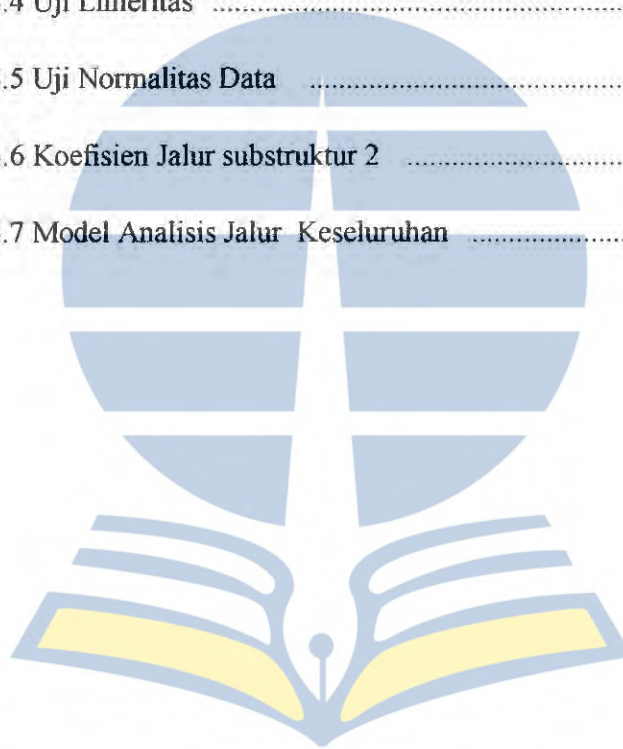 .4 Uji Linieritas ........................................
.5 Uji Normalitas Data ........................................
.6 Koefisien Jalur substruktur 2 ........................................
.7 Model Analisis Jalur Keseluruhan ........................................